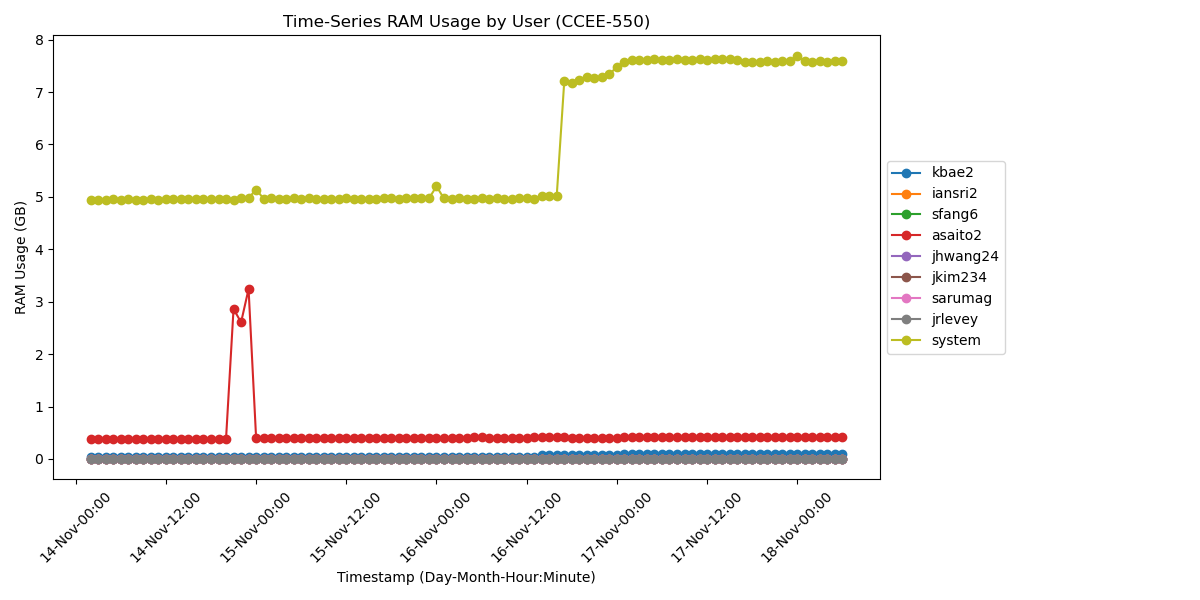 Time-Series RAM Usage by User (CCEE-550)
RAM Usage (GB)
8
7
6
5
4
3
2
1
0
14-Nov-00:00
14-Nov-12:00
15-Nov-00:00
15-Nov-12:00
16-Nov-00:00
16-Nov-12:00
17-Nov-00:00
17-Nov-12:00
18-Nov-00:00
Timestamp (Day-Month-Hour:Minute)
kbae2
iansri2
sfang6
asaito2
jhwang24
jkim234
sarumag
jrlevey
system